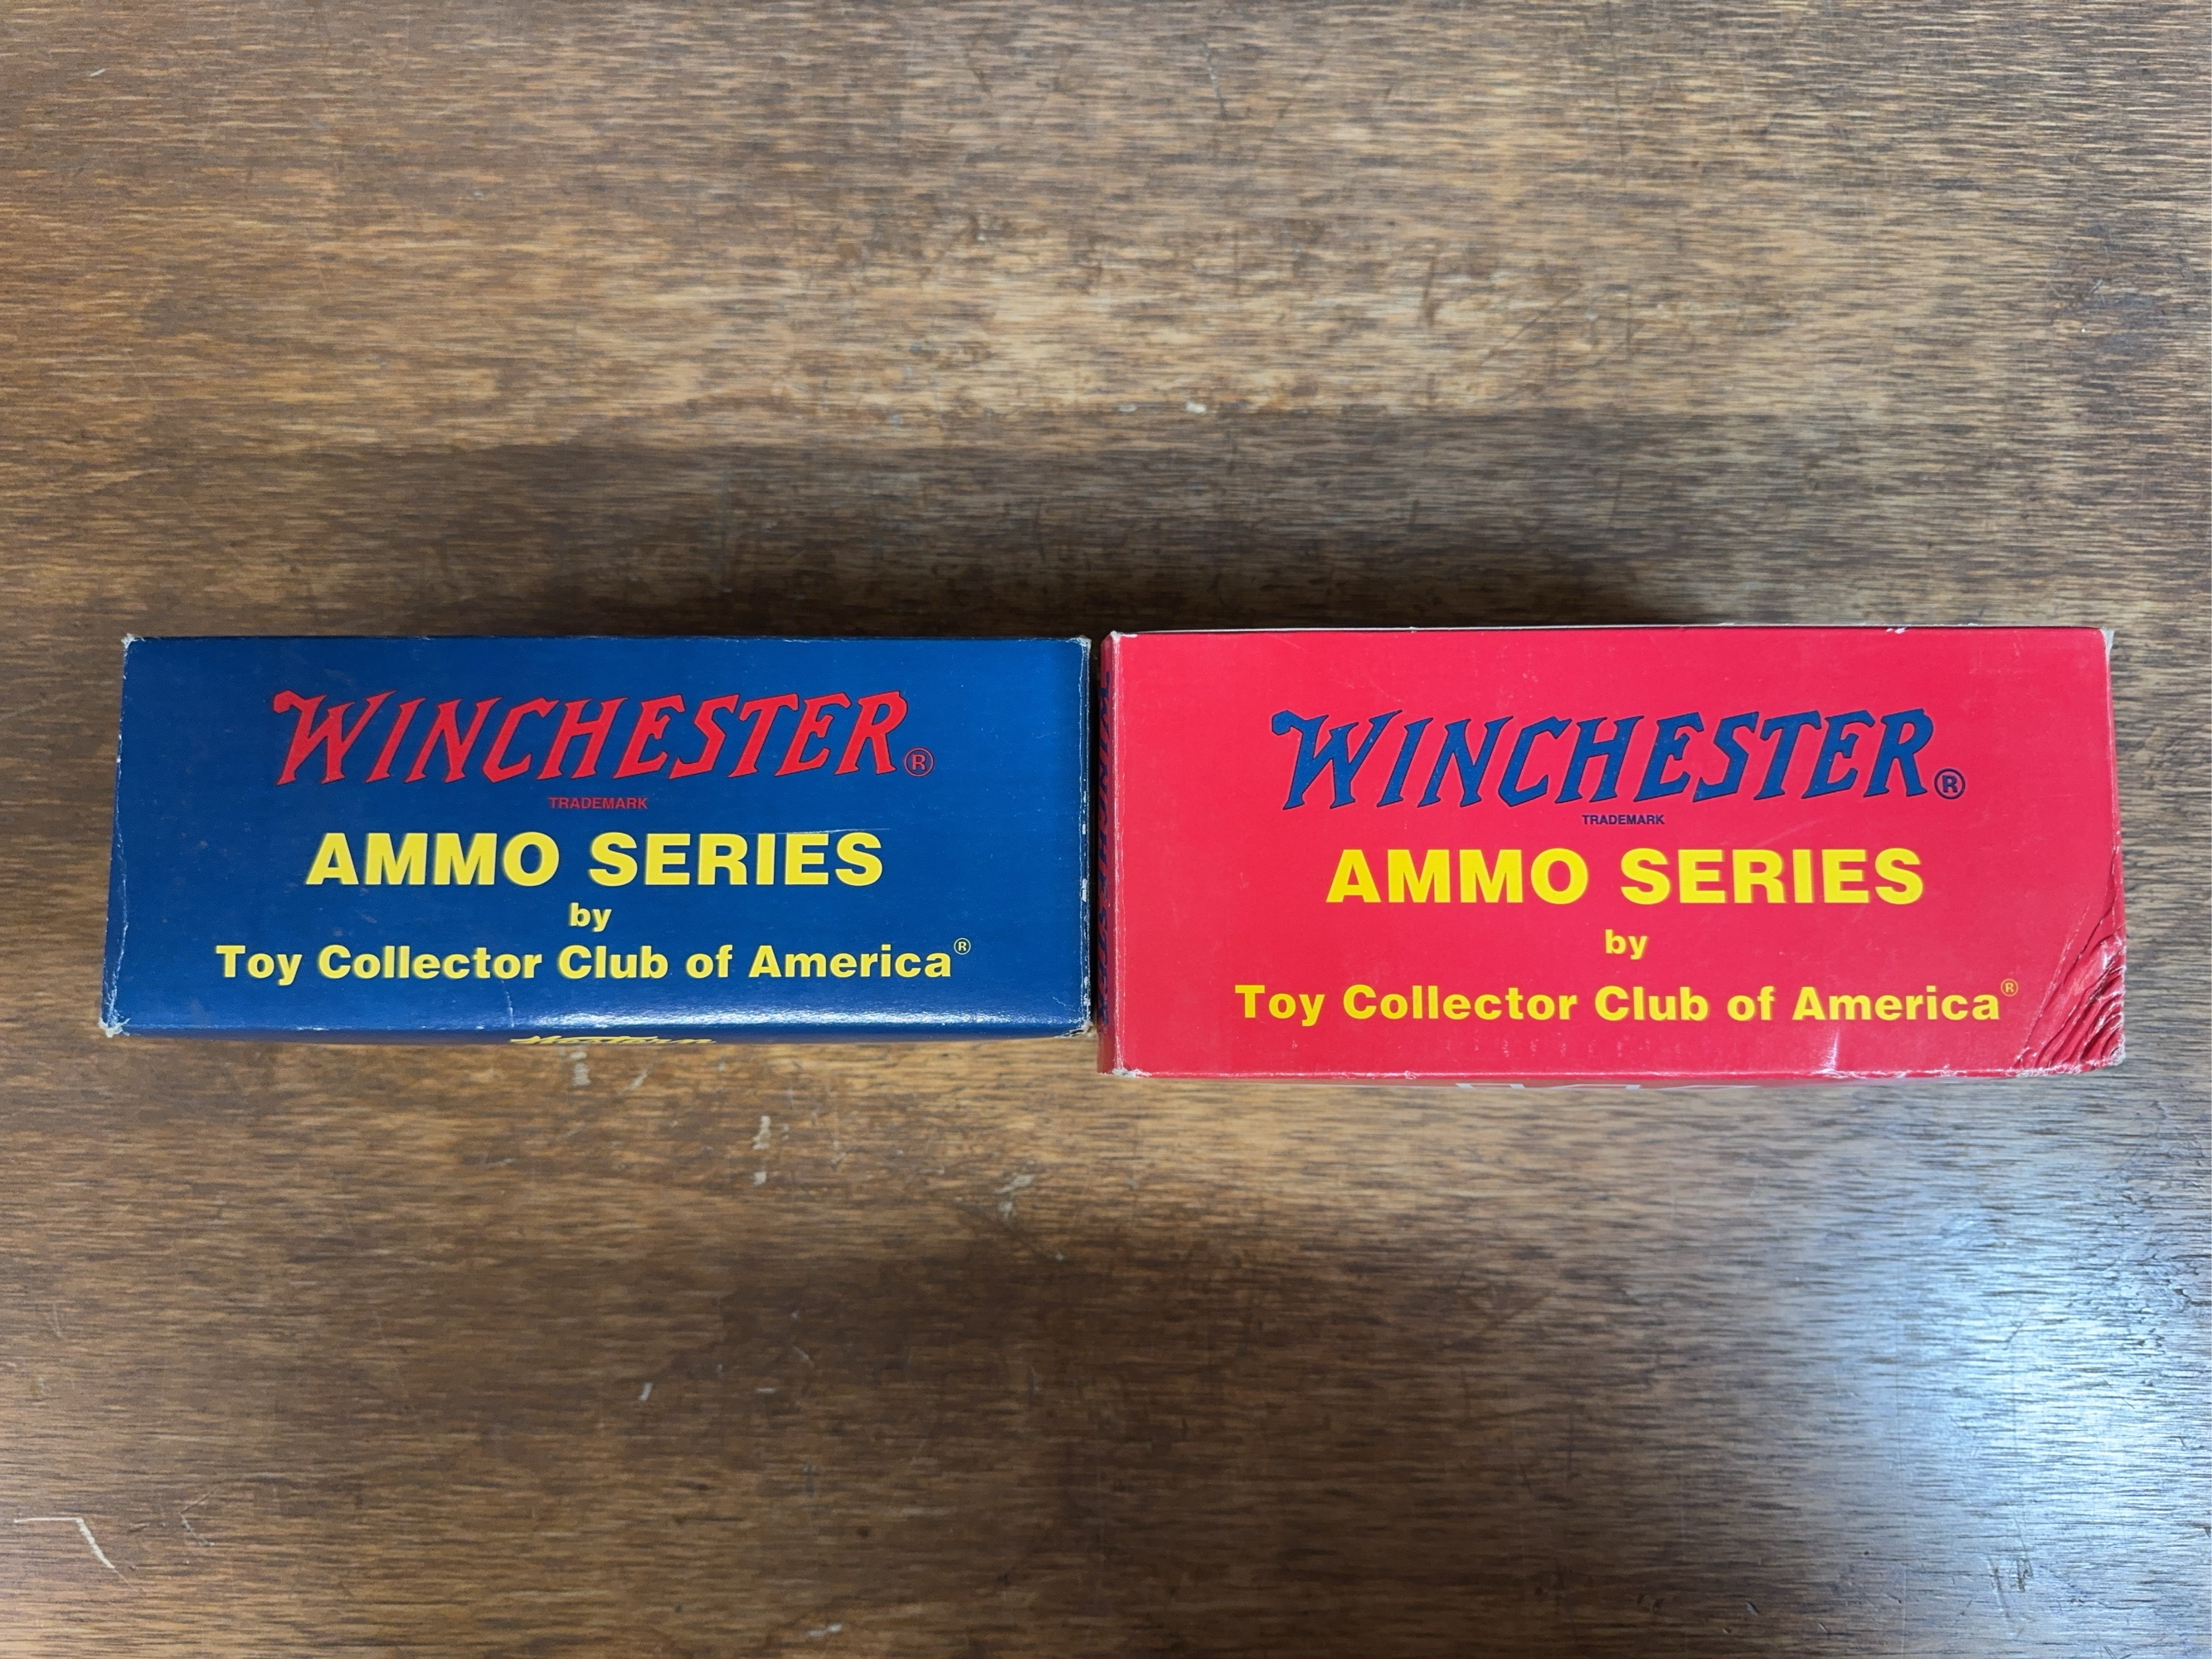 WINCHESTER®
TRADEMARK
AMMO SERIES
by
Toy Collector Club of America®
Western
WINCHESTER®
TRADEMARK
AMMO SERIES
by
Toy Collector Club of America®